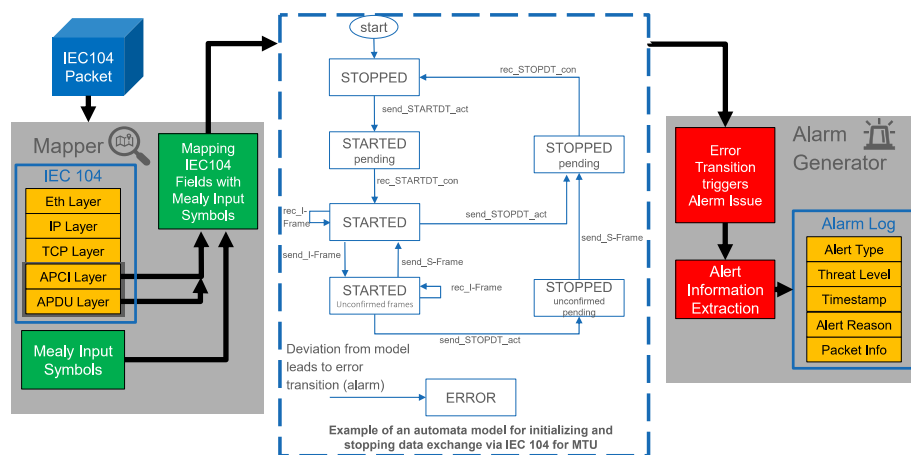 IEC104
Packet
Mapper
IEC 104
Eth Layer
IP Layer
TCP Layer
APCI Layer
APDU Layer
Mapping
IEC104
Fields with
Mealy Input
Symbols
Mealy Input
Symbols
start
STOPPED
rec_STOPDT_con
send_STARTDT_act
STARTED
pending
STOPPED
pending
rec_STARTDT_con
rec_I-
Frame
STARTED
send_STOPDT_act
send_I-Frame
send_S-Frame
send_S-Frame
STARTED
Unconfirmed frames
rec_I-Frame
STOPPED
unconfirmed
pending
send_STOPDT_act
Deviation from model
leads to error
transition (alarm)
ERROR
Example of an automata model for initializing and
stopping data exchange via IEC 104 for MTU
Alarm
Generator
Error
Transition
triggers
Alerm Issue
Alert
Information
Extraction
Alarm Log
Alert Type
Threat Level
Timestamp
Alert Reason
Packet Info